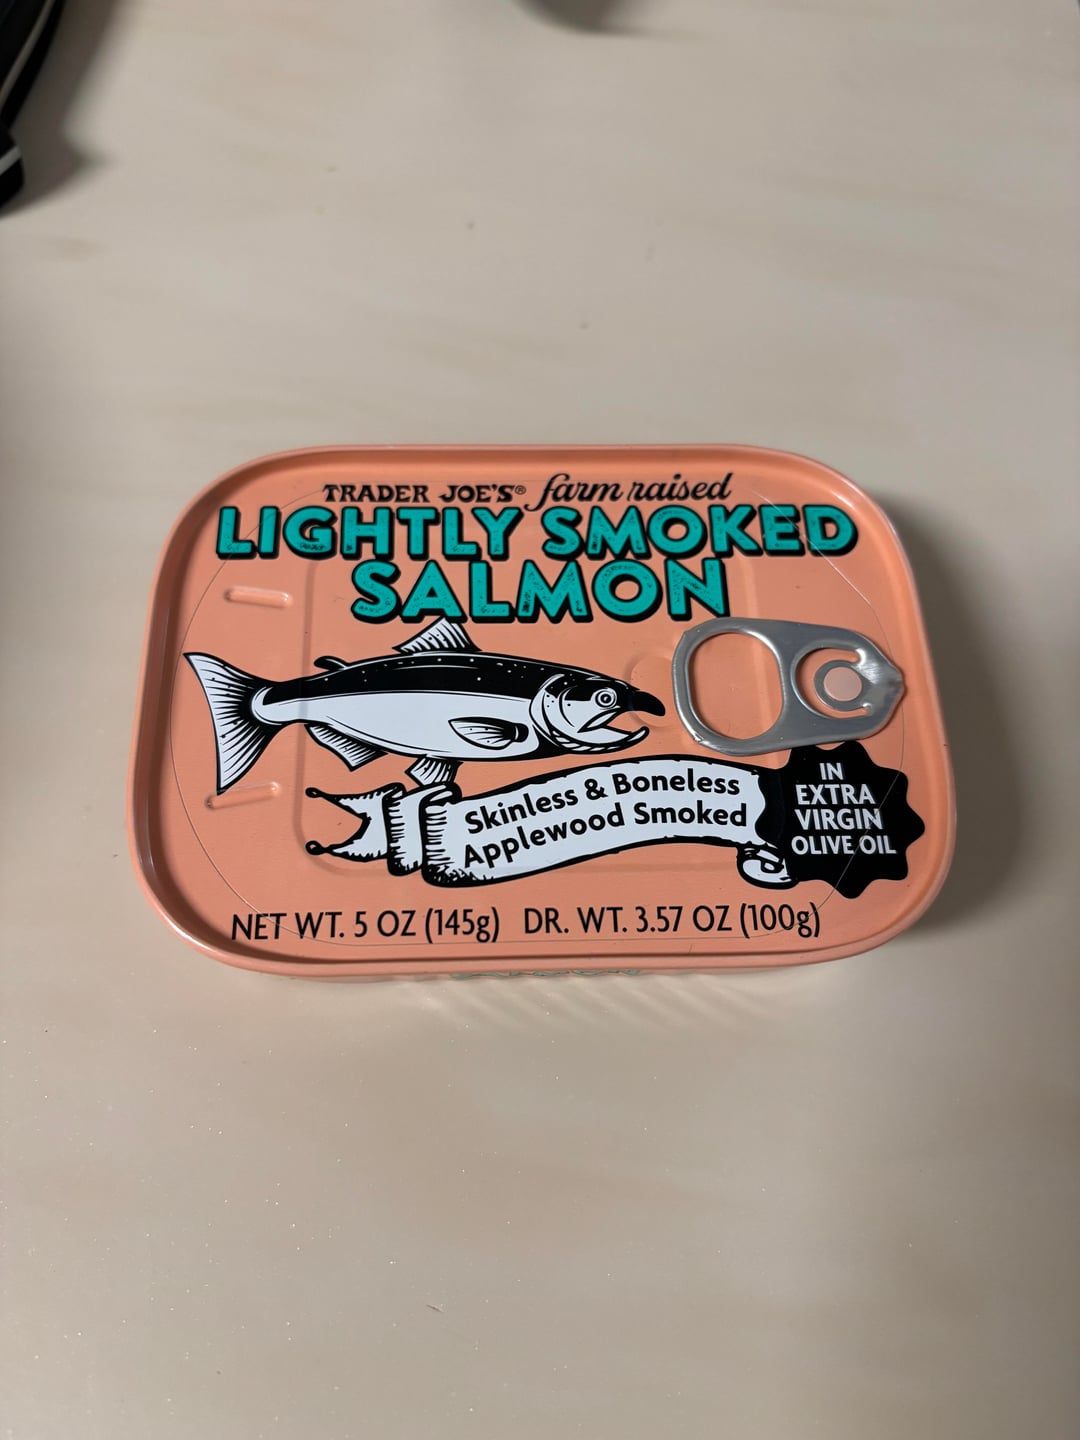 TRADER JOE'S® farm raised
LIGHTLY SMOKED
SALMON
Skinless & Boneless
Applewood Smoked
IN
EXTRA
VIRGIN
OLIVE OIL
NET WT. 5 OZ (145g) DR. WT. 3.57 OZ (100g)